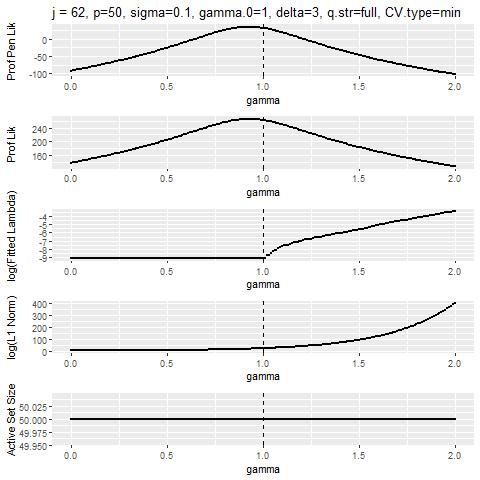 j = 62, p=50, sigma=0.1, gamma.0=1, delta=3, q.str=full, CV.type=min
Prof Pen Lik
0
-50
-100
0.0 0.5 1.0 1.5 2.0
gamma
Prof Lik
240
200
160
0.0 0.5 1.0 1.5 2.0
gamma
log(Fitted Lambda)
-4
-5
-6
-7
-8
-9
0.0 0.5 1.0 1.5 2.0
gamma
log(L1 Norm)
400
300
200
100
0
0.0 0.5 1.0 1.5 2.0
gamma
Active Set Size
50.025
50.000
49.975
49.950
0.0 0.5 1.0 1.5 2.0
gamma